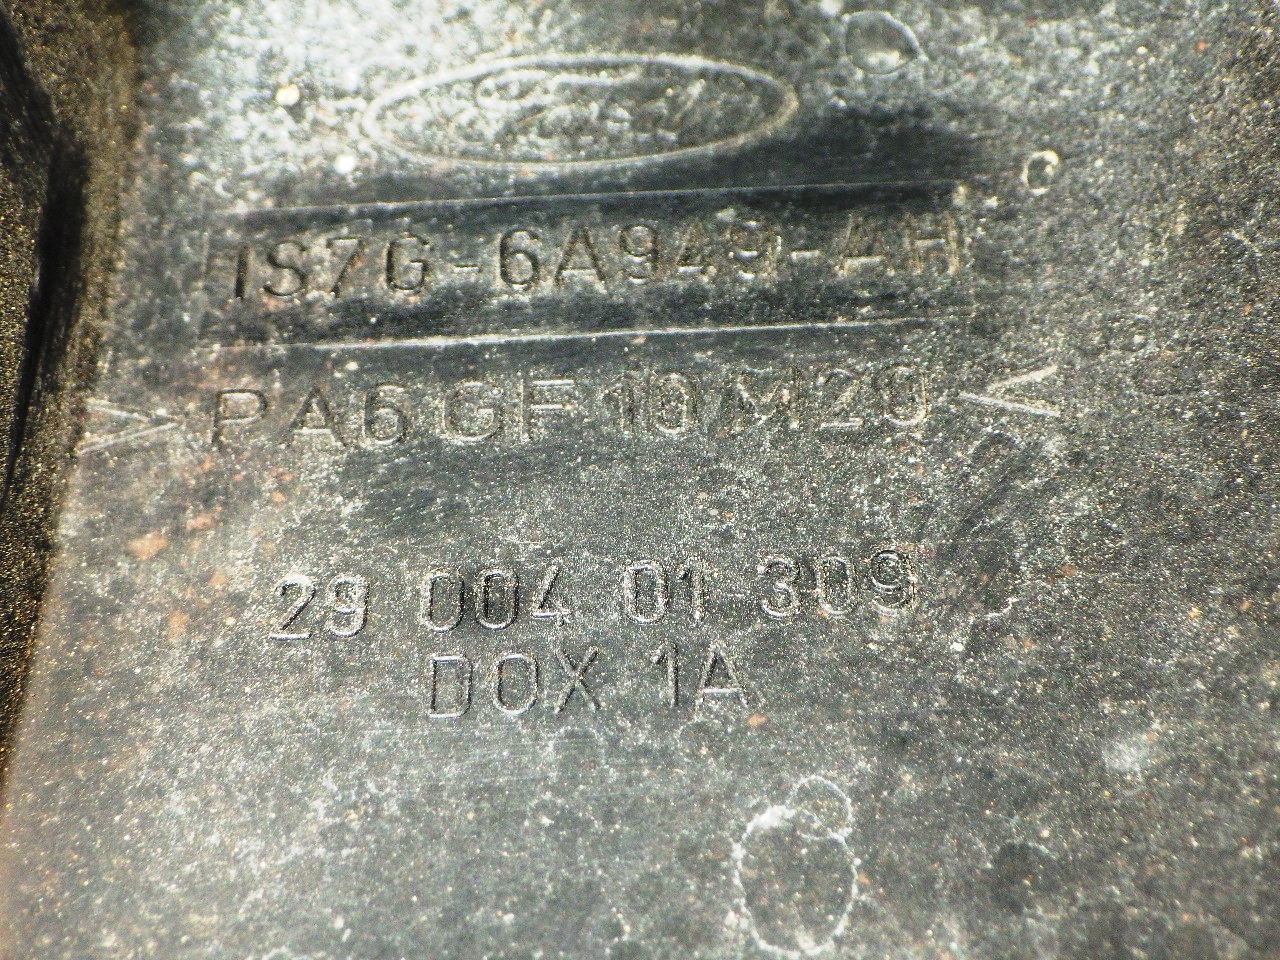 Ford
1S7G-6A949-AH
>PA6 GF 10 M20<
29 004 01-309
DOX 1A